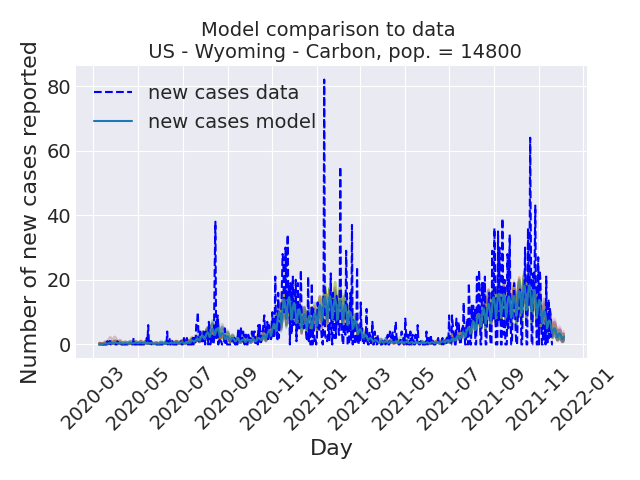 Model comparison to data
US - Wyoming - Carbon, pop. = 14800
Number of new cases reported
80
60
40
20
0
new cases data
new cases model
2020-03
2020-05
2020-07
2020-09
2020-11
2021-01
2021-03
2021-05
2021-07
2021-09
2021-11
2022-01
Day